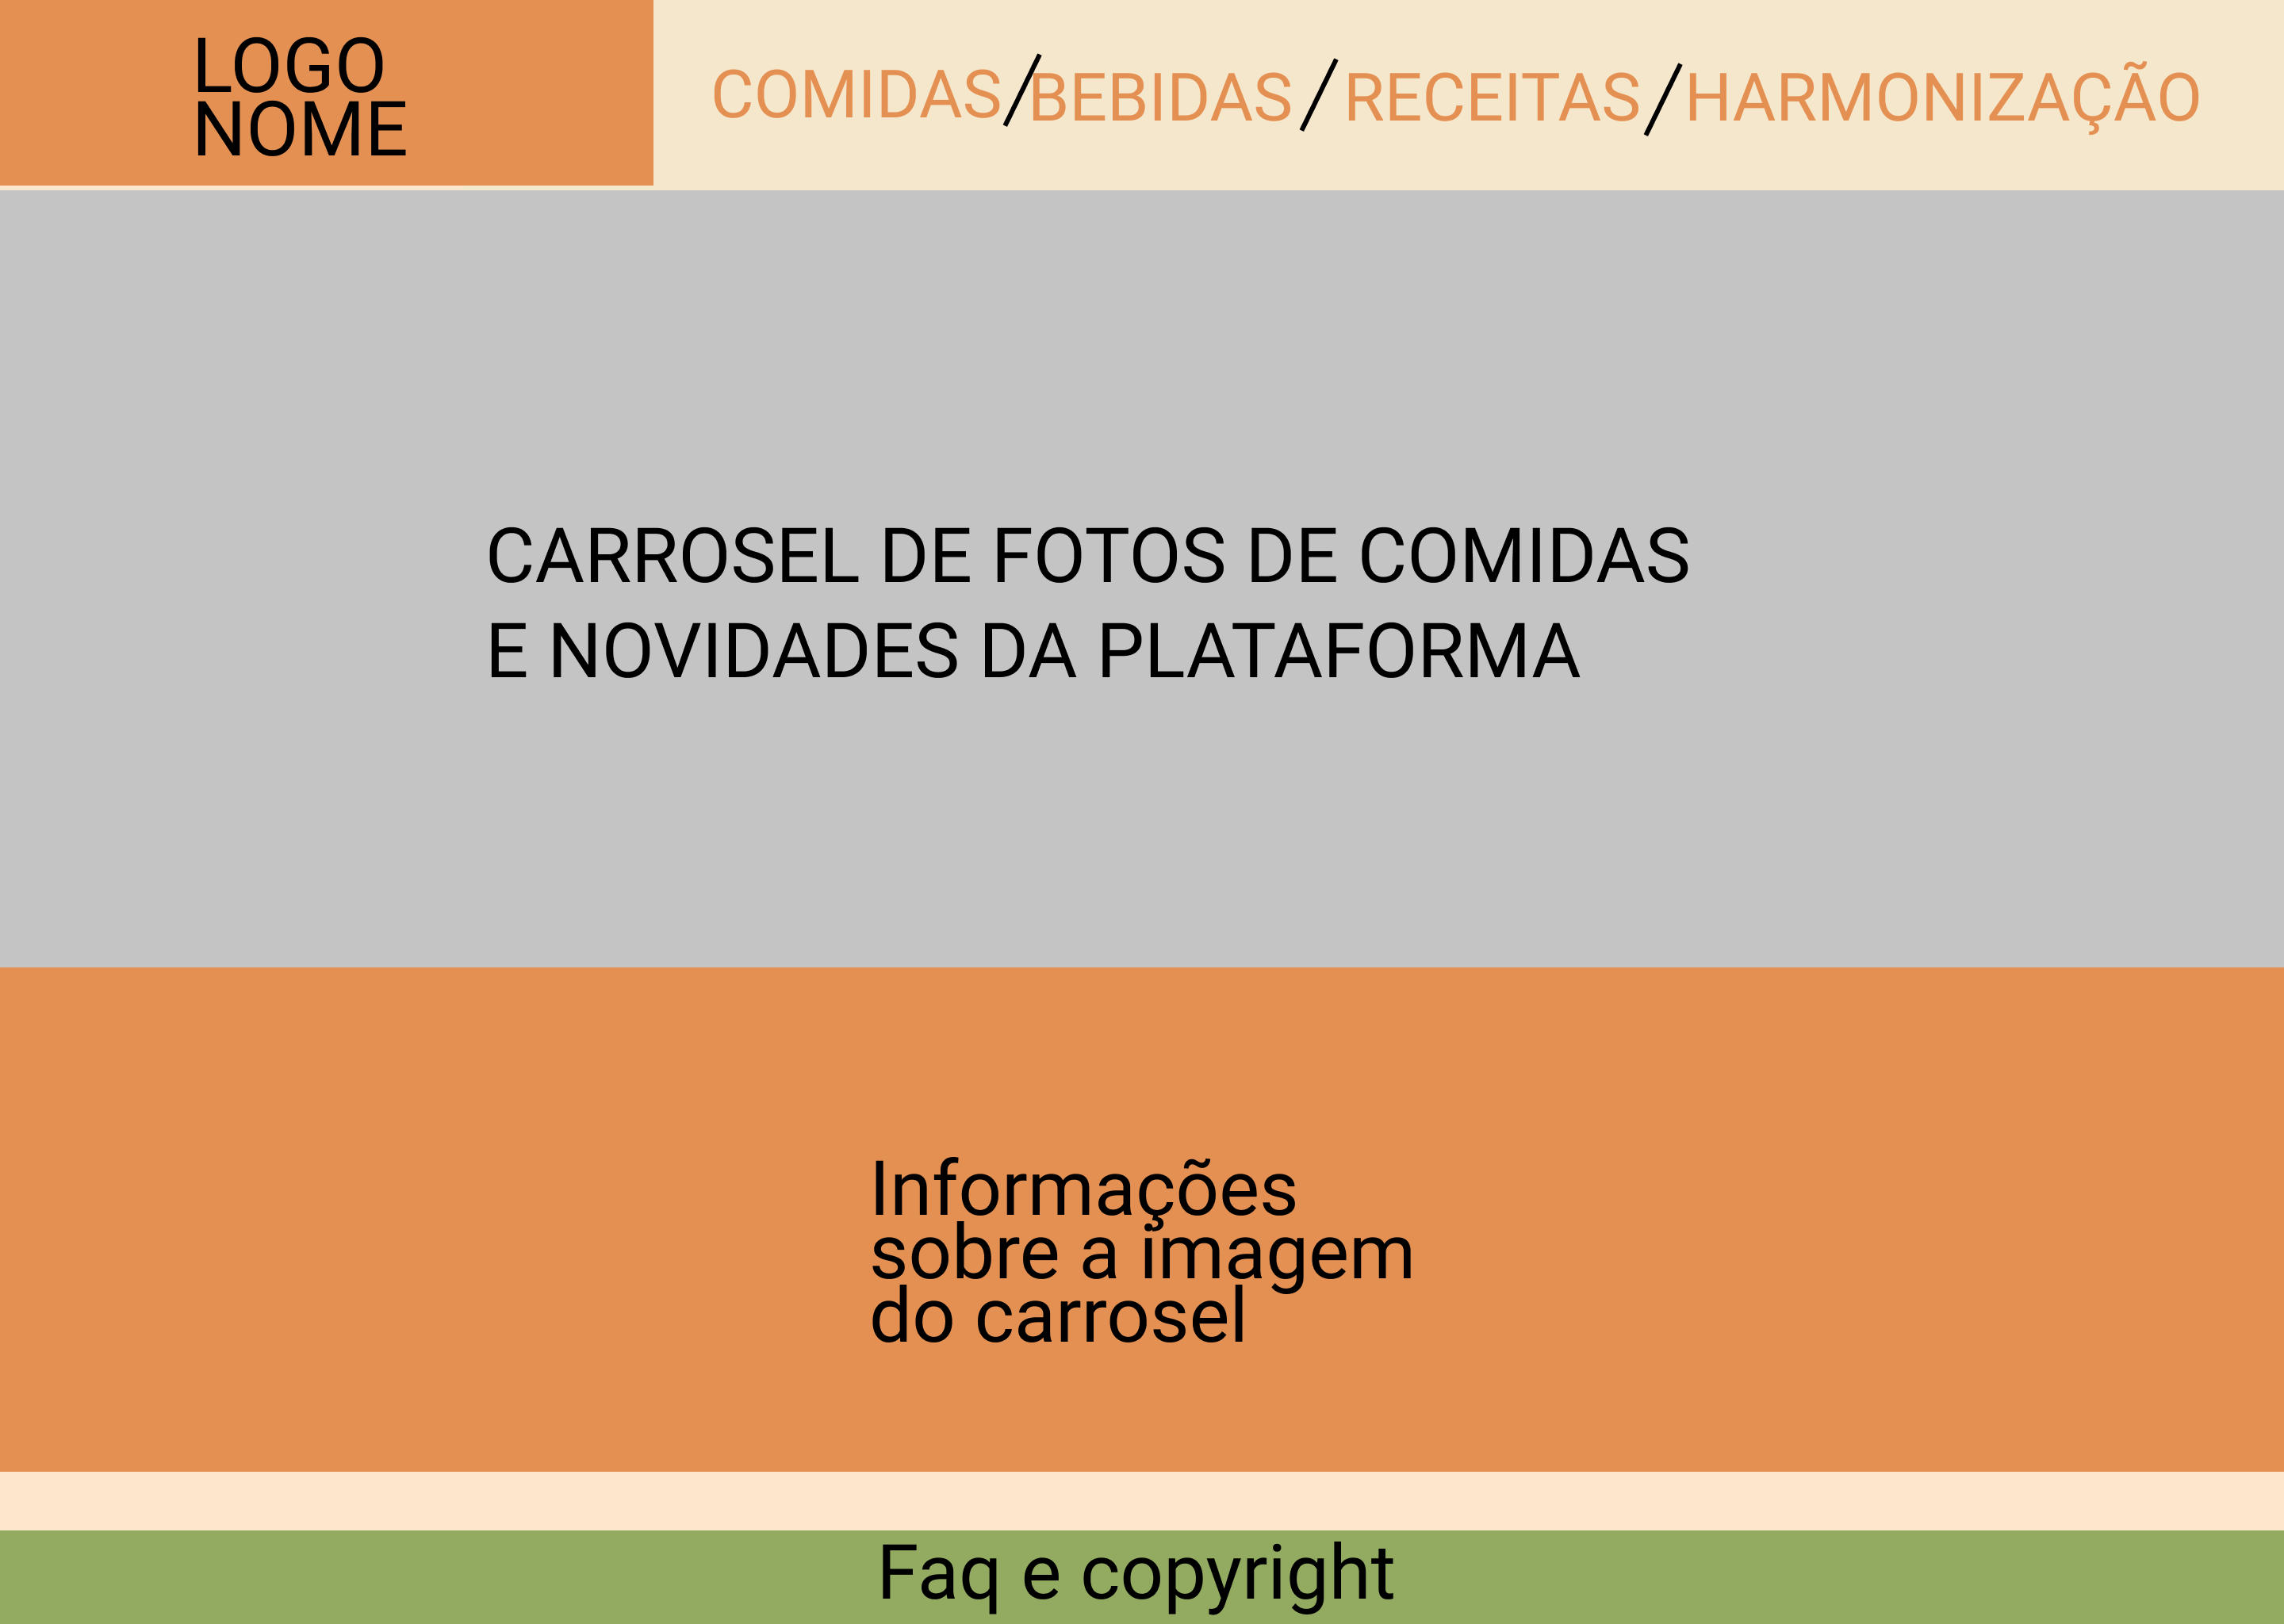 LOGO
NOME
COMIDAS/BEBIDAS/RECEITAS/HARMONIZAÇÃO
CARROSEL DE FOTOS DE COMIDAS
E NOVIDADES DA PLATAFORMA
Informações
sobre a imagem
do carrosel
Faq e copyright